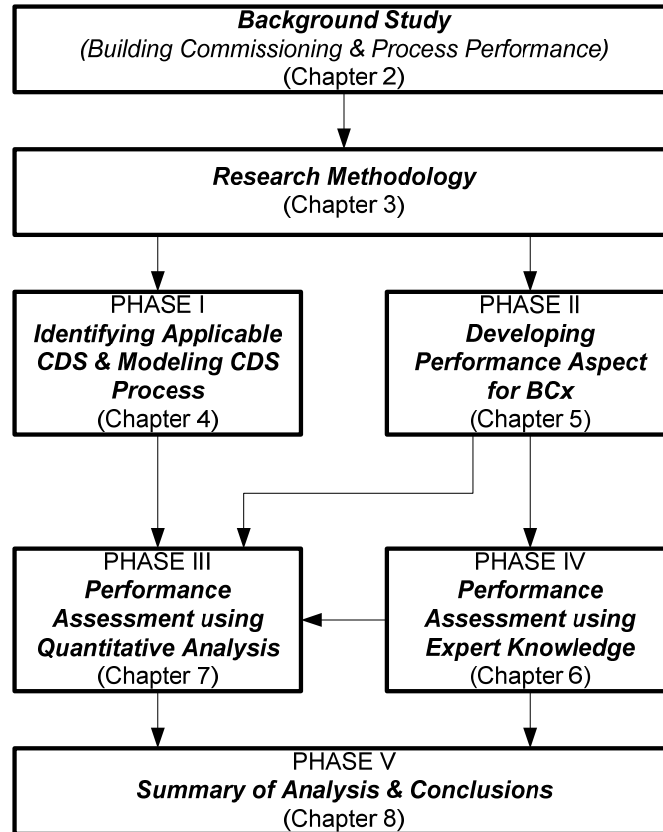 Background Study
(Building Commissioning & Process Performance)
(Chapter 2)
Research Methodology
(Chapter 3)
PHASE I
Identifying Applicable
CDS & Modeling CDS
Process
(Chapter 4)
PHASE II
Developing
Performance Aspect
for BCx
(Chapter 5)
PHASE III
Performance
Assessment using
Quantitative Analysis
(Chapter 7)
PHASE IV
Performance
Assessment using
Expert Knowledge
(Chapter 6)
PHASE V
Summary of Analysis & Conclusions
(Chapter 8)